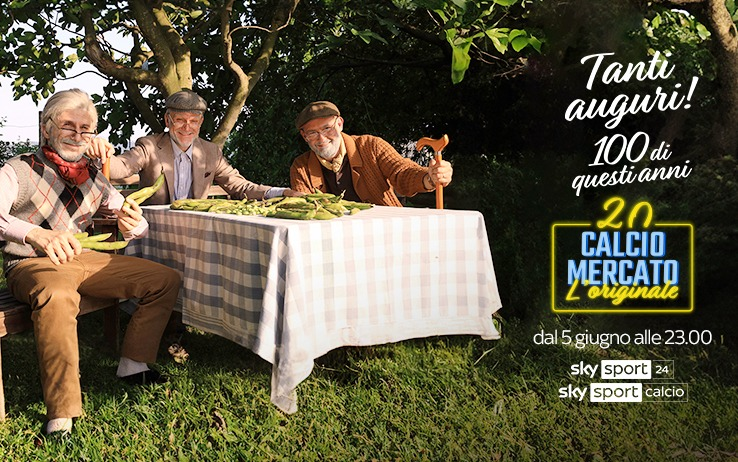 Tanti
auguri!
100 di
questi anni
20
CALCIO
MERCATO
L'originale
dal 5 giugno alle 23.00
sky sport 24
sky sport calcio